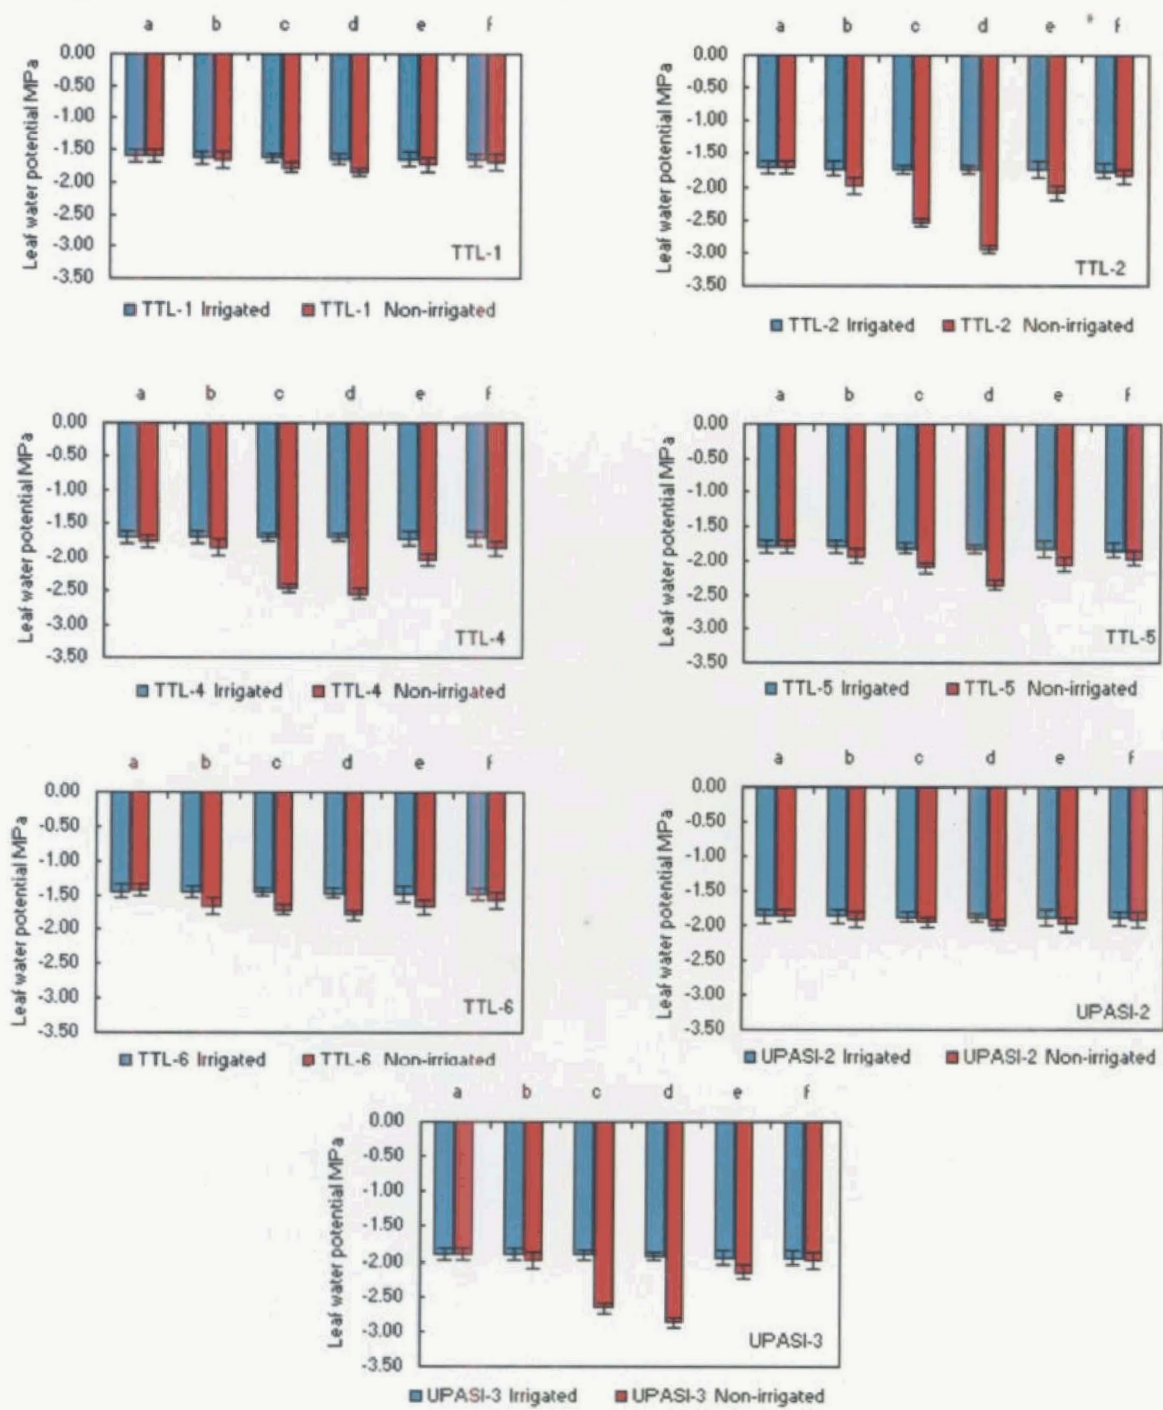 a b c d e f
0.00
-0.50
-1.00
-1.50
-2.00
-2.50
-3.00
-3.50
Leaf water potential MPa
TTL-1
TTL-1 Irrigated TTL-1 Non-irrigated
a b c d e f
0.00
-0.50
-1.00
-1.50
-2.00
-2.50
-3.00
-3.50
Leaf water potential MPa
TTL-2
TTL-2 Irrigated TTL-2 Non-irrigated
a b c d e f
0.00
-0.50
-1.00
-1.50
-2.00
-2.50
-3.00
-3.50
Leaf water potential MPa
TTL-4
TTL-4 Irrigated TTL-4 Non-irrigated
a b c d e f
0.00
-0.50
-1.00
-1.50
-2.00
-2.50
-3.00
-3.50
Leaf water potential MPa
TTL-5
TTL-5 Irrigated TTL-5 Non-irrigated
a b c d e f
0.00
-0.50
-1.00
-1.50
-2.00
-2.50
-3.00
-3.50
Leaf water potential MPa
TTL-6
TTL-6 Irrigated TTL-6 Non-irrigated
a b c d e f
0.00
-0.50
-1.00
-1.50
-2.00
-2.50
-3.00
-3.50
Leaf water potential MPa
UPASI-2
UPASI-2 Irrigated UPASI-2 Non-irrigated
a b c d e f
0.00
-0.50
-1.00
-1.50
-2.00
-2.50
-3.00
-3.50
Leaf water potential MPa
UPASI-3
UPASI-3 Irrigated UPASI-3 Non-irrigated